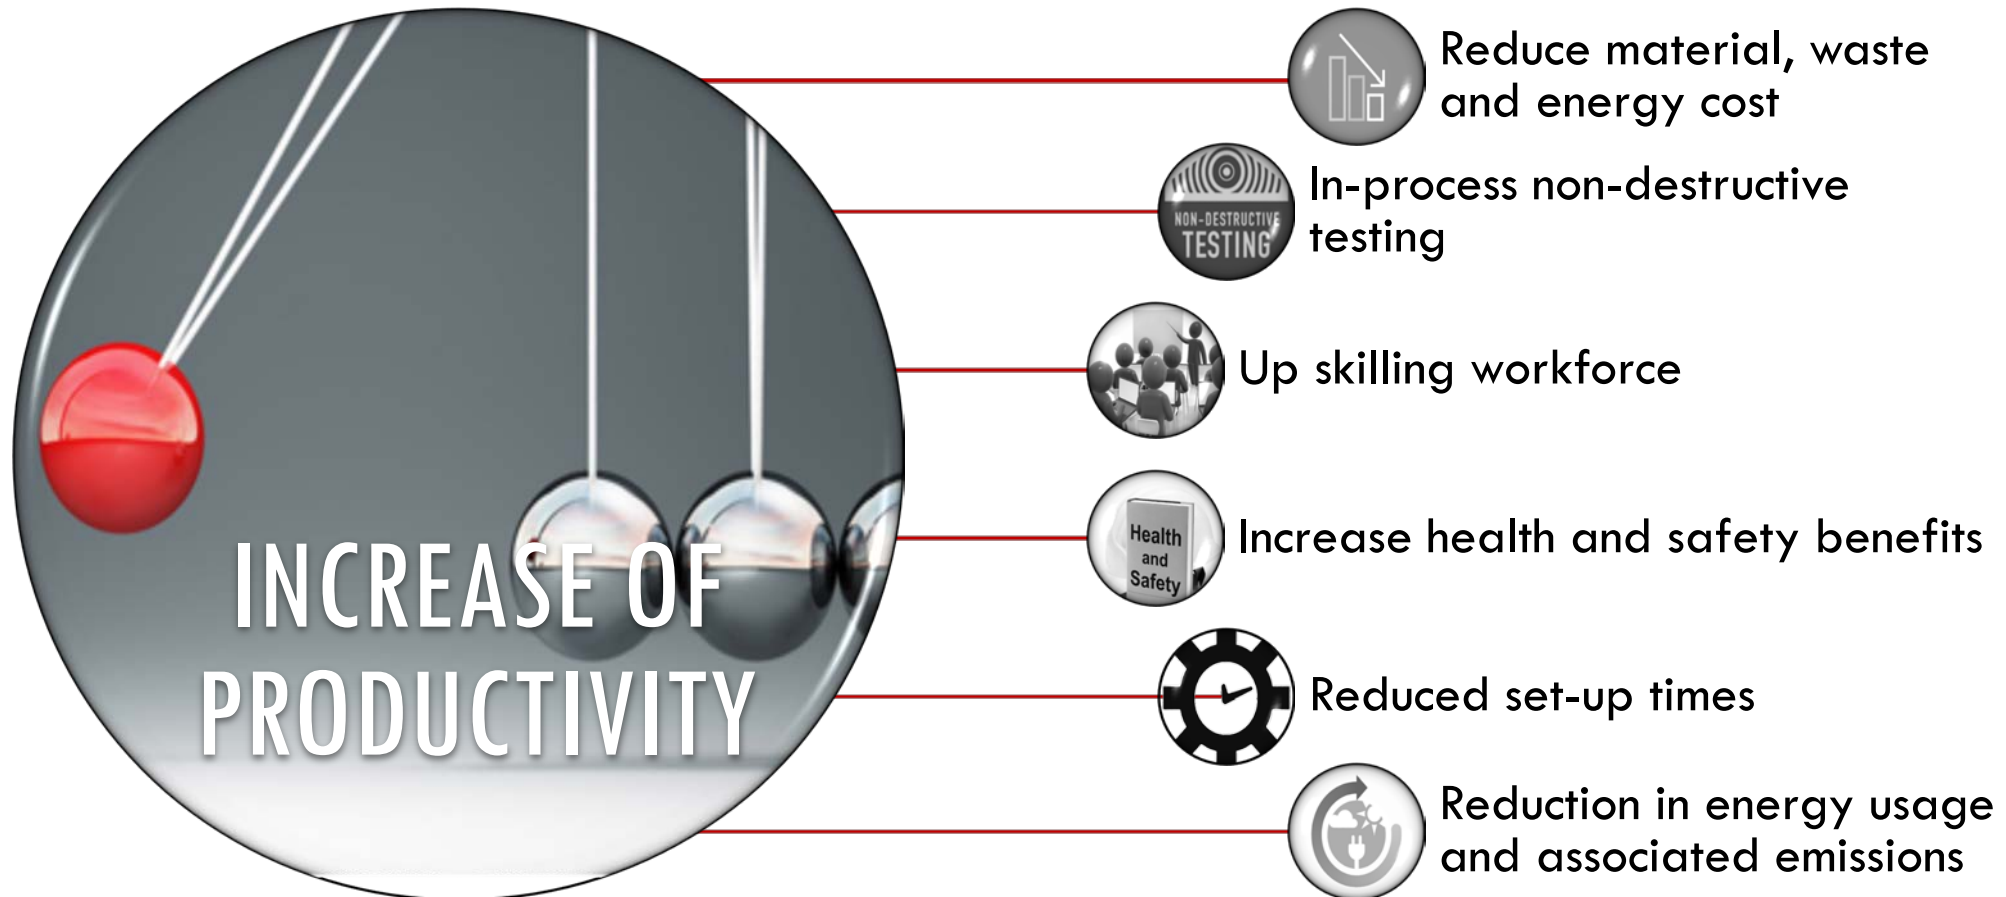 INCREASE OF
PRODUCTIVITY
Reduce material, waste
and energy cost
NON-DESTRUCTIVE
TESTING
In-process non-destructive
testing
Up skilling workforce
Health
and
Safety
Increase health and safety benefits
Reduced set-up times
Reduction in energy usage
and associated emissions